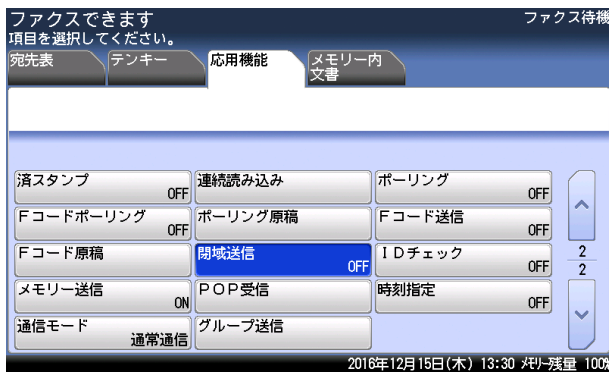 ファクスできます
ファクス待機
項目を選択してください。
宛先表
テンキー
応用機能
メモリー内
文書
済スタンプ
OFF
連続読み込み
ポーリング
OFF
Fコードポーリング
OFF
ポーリング原稿
Fコード送信
OFF
Fコード原稿
閉域送信
OFF
IDチェック
OFF
2
2
メモリー送信
ON
POP受信
時刻指定
OFF
通信モード
通常通信
グループ送信
2016年12月15日(木) 13:30 メモリー残量 100%